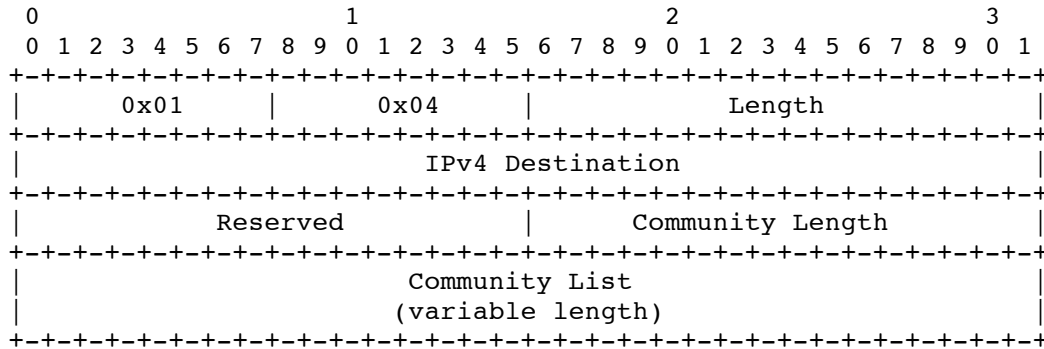 0                   1                   2                   3
 0 1 2 3 4 5 6 7 8 9 0 1 2 3 4 5 6 7 8 9 0 1 2 3 4 5 6 7 8 9 0 1
+-+-+-+-+-+-+-+-+-+-+-+-+-+-+-+-+-+-+-+-+-+-+-+-+-+-+-+-+-+-+-+-+
|      0x01     |      0x04     |            Length             |
+-+-+-+-+-+-+-+-+-+-+-+-+-+-+-+-+-+-+-+-+-+-+-+-+-+-+-+-+-+-+-+-+
|                         IPv4 Destination                      |
+-+-+-+-+-+-+-+-+-+-+-+-+-+-+-+-+-+-+-+-+-+-+-+-+-+-+-+-+-+-+-+-+
|            Reserved           |      Community Length         |
+-+-+-+-+-+-+-+-+-+-+-+-+-+-+-+-+-+-+-+-+-+-+-+-+-+-+-+-+-+-+-+-+
|                        Community List                         |
|                       (variable length)                       |
+-+-+-+-+-+-+-+-+-+-+-+-+-+-+-+-+-+-+-+-+-+-+-+-+-+-+-+-+-+-+-+-+